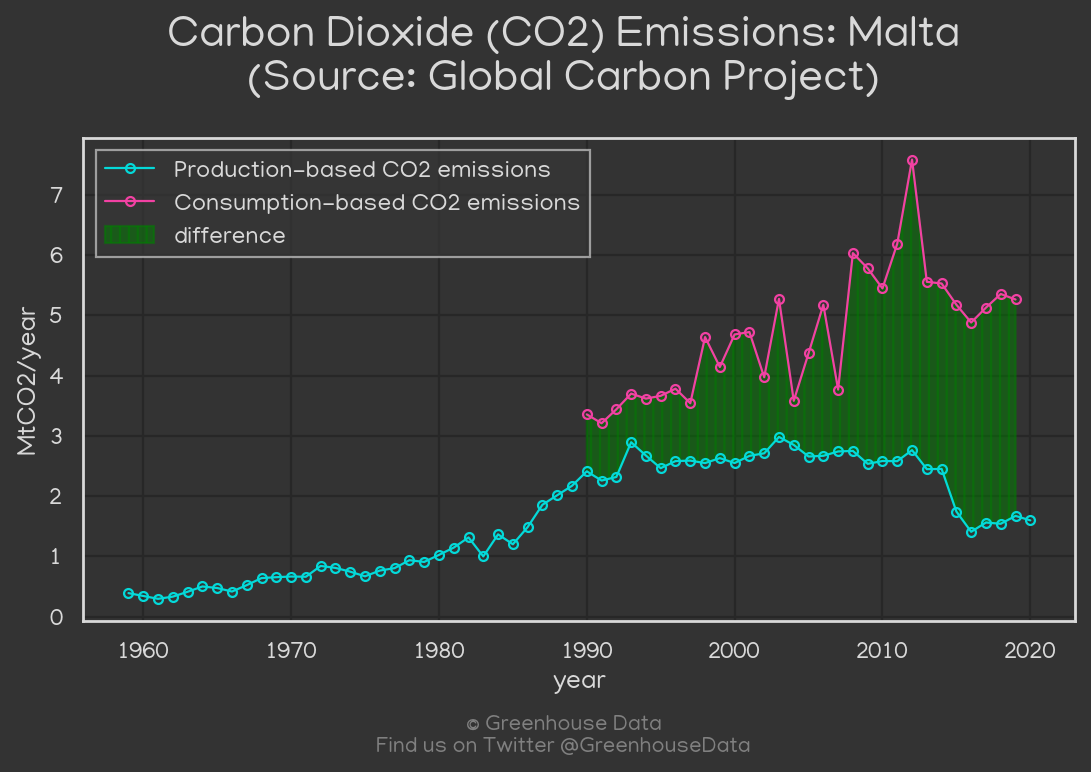 Carbon Dioxide (CO2) Emissions: Malta
(Source: Global Carbon Project)
Production-based CO2 emissions
Consumption-based CO2 emissions
difference
7
6
5
4
3
2
1
0
MtCO2/year
1960 1970 1980 1990 2000 2010 2020
year
© Greenhouse Data
Find us on Twitter @GreenhouseData